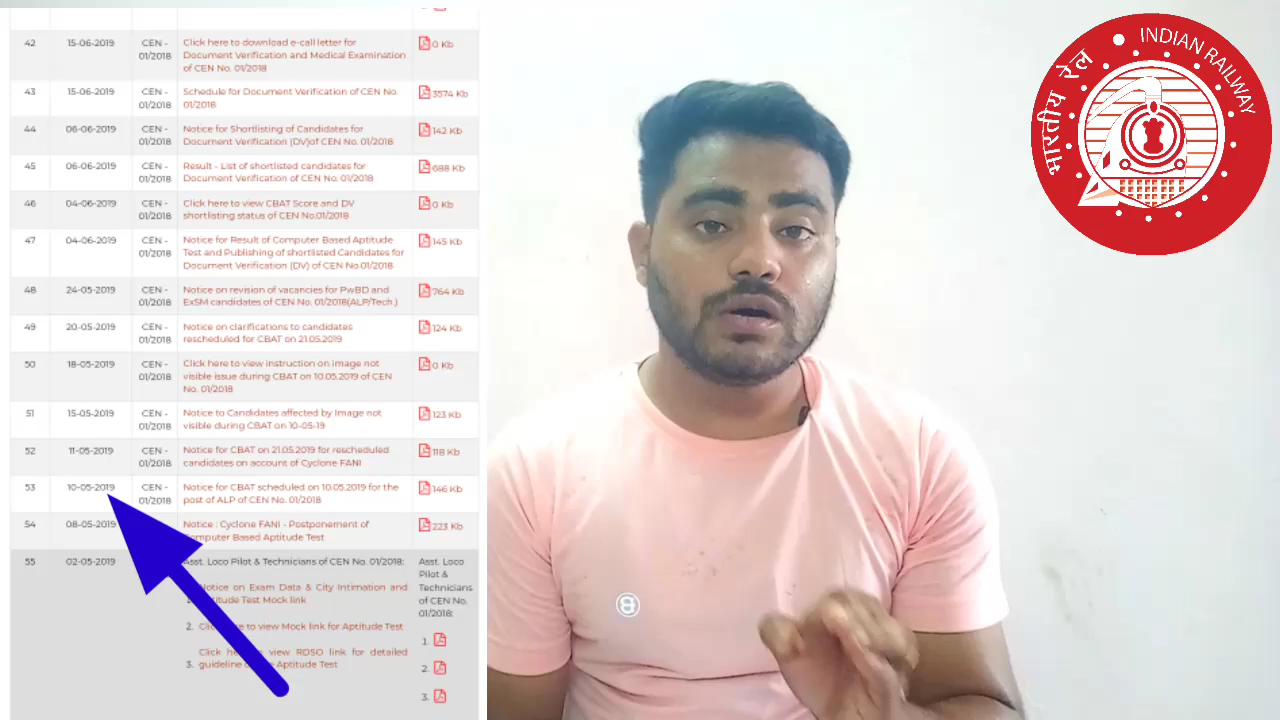 42 15-06-2019 CEN - Click here to download e-call letter for 0 Kb
01/2018 Document Verification and Medical Examination
of CEN No. 01/2018
43 15-06-2019 CEN - Schedule for Document Verification of CEN No. 3574 Kb
01/2018 01/2018
44 06-06-2019 CEN - Notice for Shortlisting of Candidates for 142 Kb
01/2018 Document Verification (DV)of CEN No. 01/2018
45 06-06-2019 CEN - Result - List of shortlisted candidates for 688 Kb
01/2018 Document Verification of CEN No. 01/2018
46 04-06-2019 CEN - Click here to view CBAT Score and DV 0 Kb
01/2018 shortlisting status of CEN No.01/2018
47 04-06-2019 CEN - Notice for Result of Computer Based Aptitude 145 Kb
01/2018 Test and Publishing of shortlisted Candidates for
Document Verification (DV) of CEN No.01/2018
48 24-05-2019 CEN - Notice on revision of vacancies for PwBD and 764 Kb
01/2018 ExSM candidates of CEN No. 01/2018(ALP/Tech.)
49 20-05-2019 CEN - Notice on clarifications to candidates 124 Kb
01/2018 rescheduled for CBAT on 21.05.2019
50 18-05-2019 CEN - Click here to view instruction on image not 0 Kb
01/2018 visible issue during CBAT on 10.05.2019 of CEN
No. 01/2018
51 15-05-2019 CEN - Notice to Candidates affected by Image not 123 Kb
01/2018 visible during CBAT on 10-05-19
52 11-05-2019 CEN - Notice for CBAT on 21.05.2019 for rescheduled 118 Kb
01/2018 candidates on account of Cyclone FANI
53 10-05-2019 CEN - Notice for CBAT scheduled on 10.05.2019 for the 146 Kb
01/2018 post of ALP of CEN No. 01/2018
54 08-05-2019 Notice : Cyclone FANI - Postponement of 223 Kb
Based Aptitude Test
55 02-05-2019 Asst. Loco Pilot & Technicians of CEN No. 01/2018: Asst. Loco
Pilot &
Technicians
of CEN No.
01/2018:
on Exam Data & City Intimation and
Test Mock link
2. to view Mock link for Aptitude Test
Click view RDSO link for detailed
3. Aptitude Test
1.
2.
3.
भारतीय रेल INDIAN RAILWAY